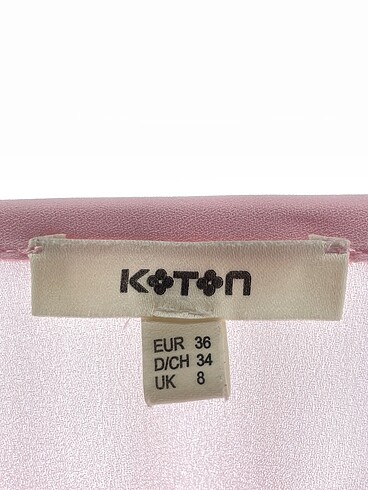 KOTON
EUR 36
D/CH 34
UK 8